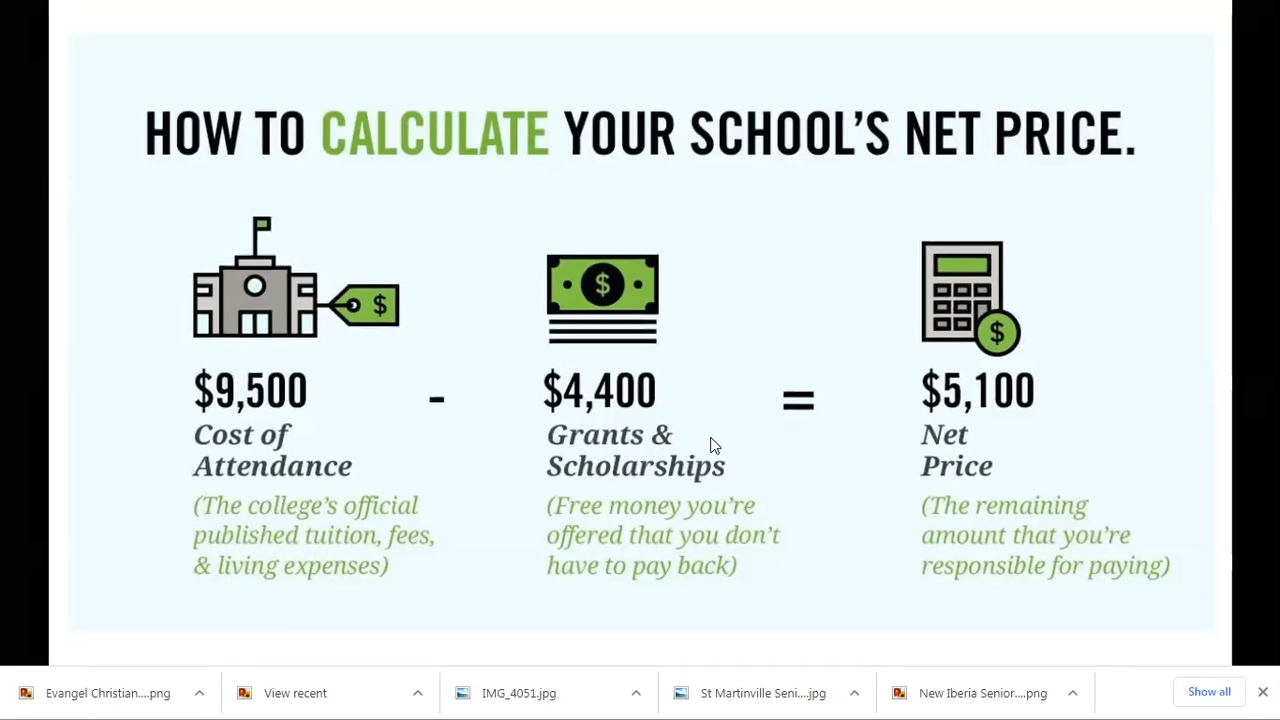 HOW TO CALCULATE YOUR SCHOOL'S NET PRICE.
$
$
$
$9,500 - $4,400 = $5,100
Cost of
Attendance
(The college's official
published tuition, fees,
& living expenses)
Grants &
Scholarships
(Free money you're
offered that you don't
have to pay back)
Net
Price
(The remaining
amount that you're
responsible for paying)
Evangel Christian....png
View recent
IMG_4051.jpg
St Martinville Seni....jpg
New Iberia Senior....png
Show all